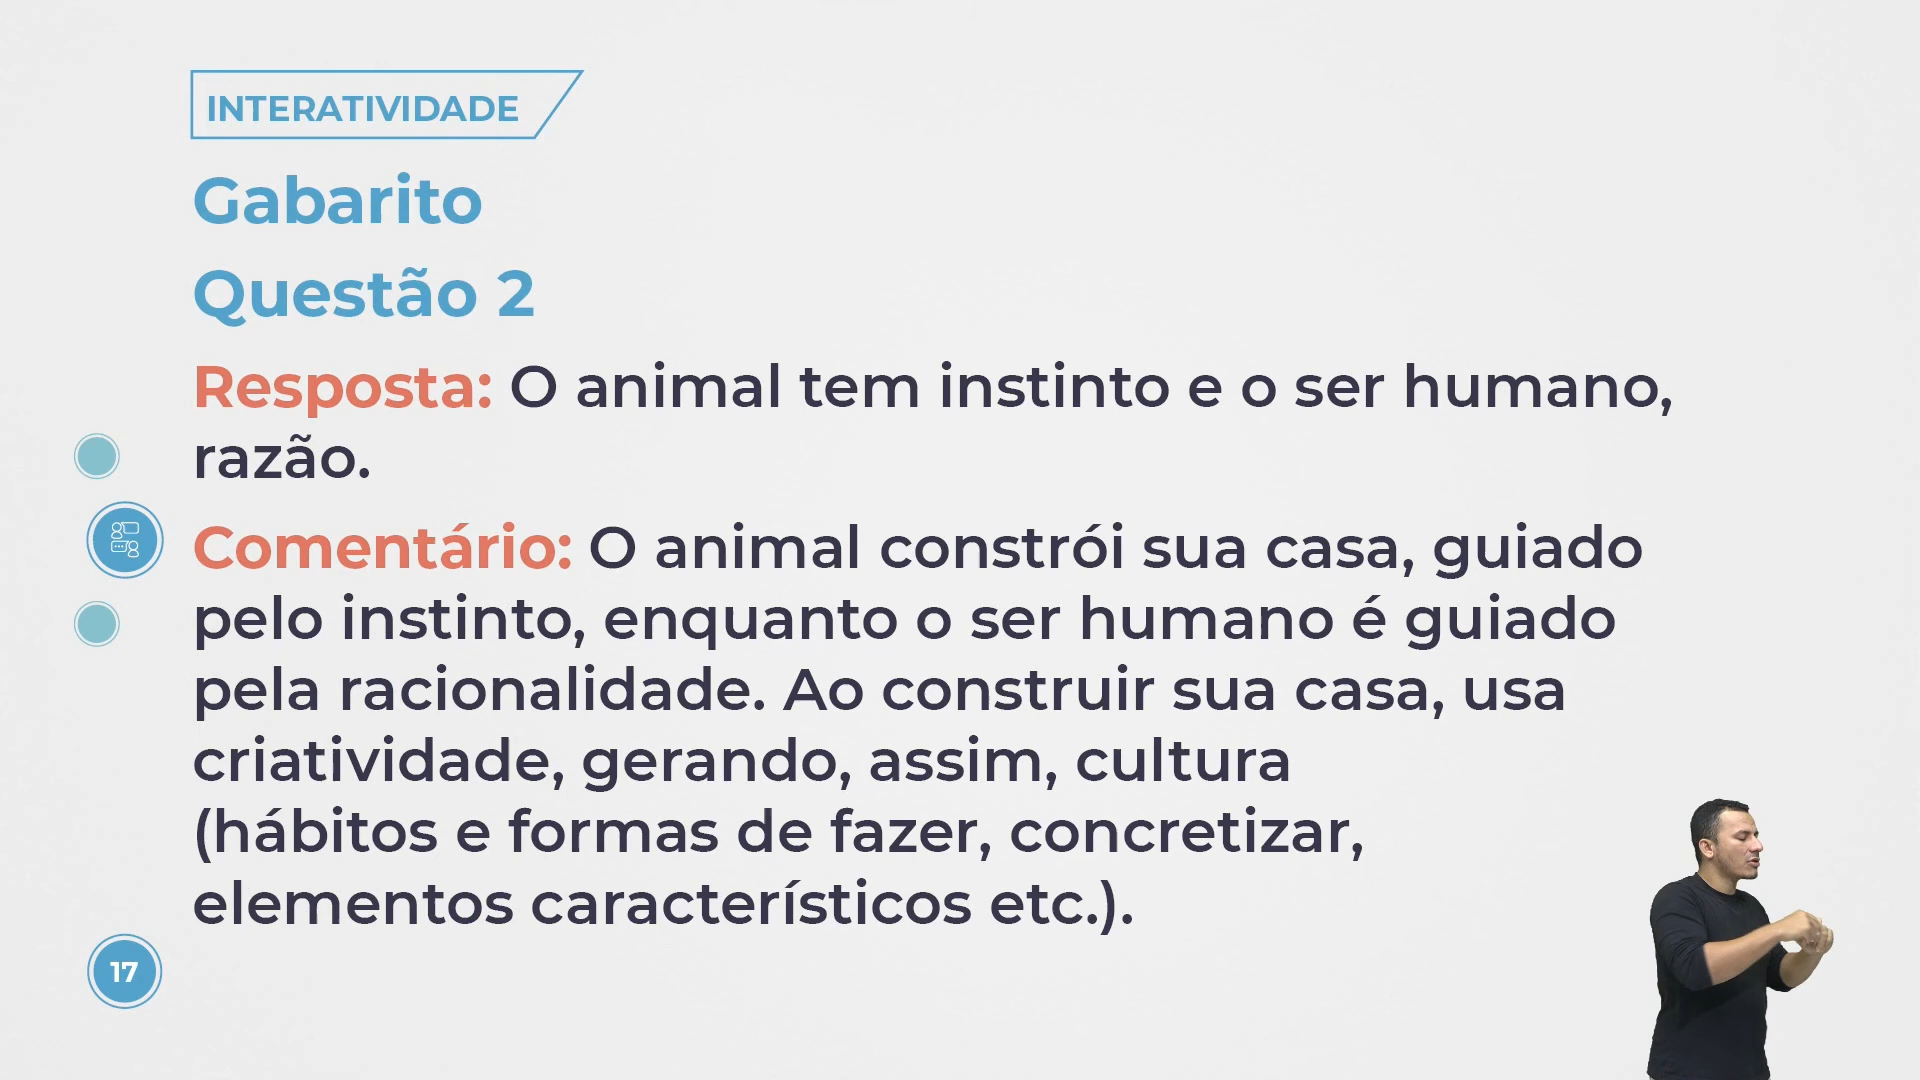 INTERATIVIDADE
Gabarito
Questão 2
Resposta: O animal tem instinto e o ser humano,
razão.
Comentário: O animal constrói sua casa, guiado
pelo instinto, enquanto o ser humano é guiado
pela racionalidade. Ao construir sua casa, usa
criatividade, gerando, assim, cultura
(hábitos e formas de fazer, concretizar,
elementos característicos etc.).
17